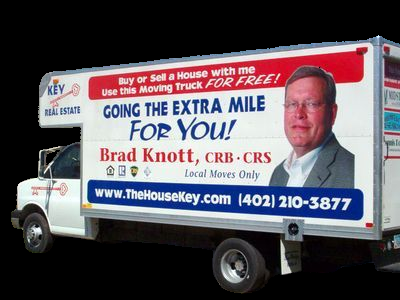 Buy or Sell a House with me
Use this Moving Truck FOR FREE!
KEY
REAL ESTATE
GOING THE EXTRA MILE
FOR YOU!
Brad Knott, CRB · CRS
Local Moves Only
www.TheHouseKey.com (402) 210-3877